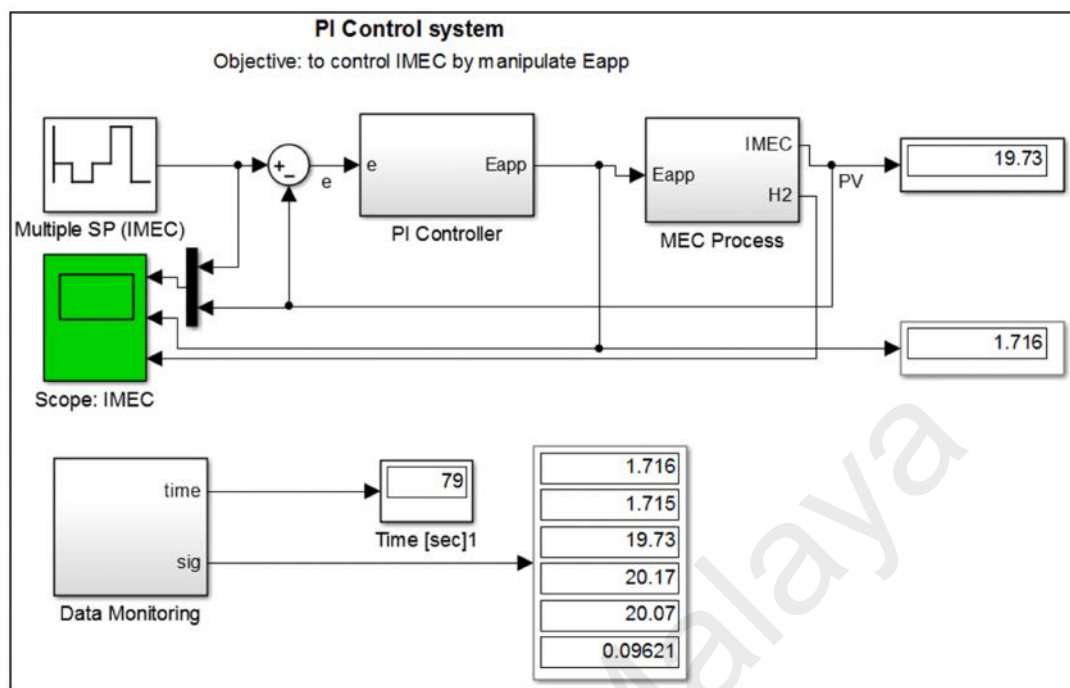 PI Control system
Objective: to control IMEC by manipulate Eapp
Multiple SP (IMEC)
+
−
e
e
Eapp
PI Controller
Eapp
IMEC
H2
MEC Process
PV
19.73
1.716
Scope: IMEC
time
sig
Data Monitoring
79
Time [sec]1
1.716
1.715
19.73
20.17
20.07
0.09621
Malaya